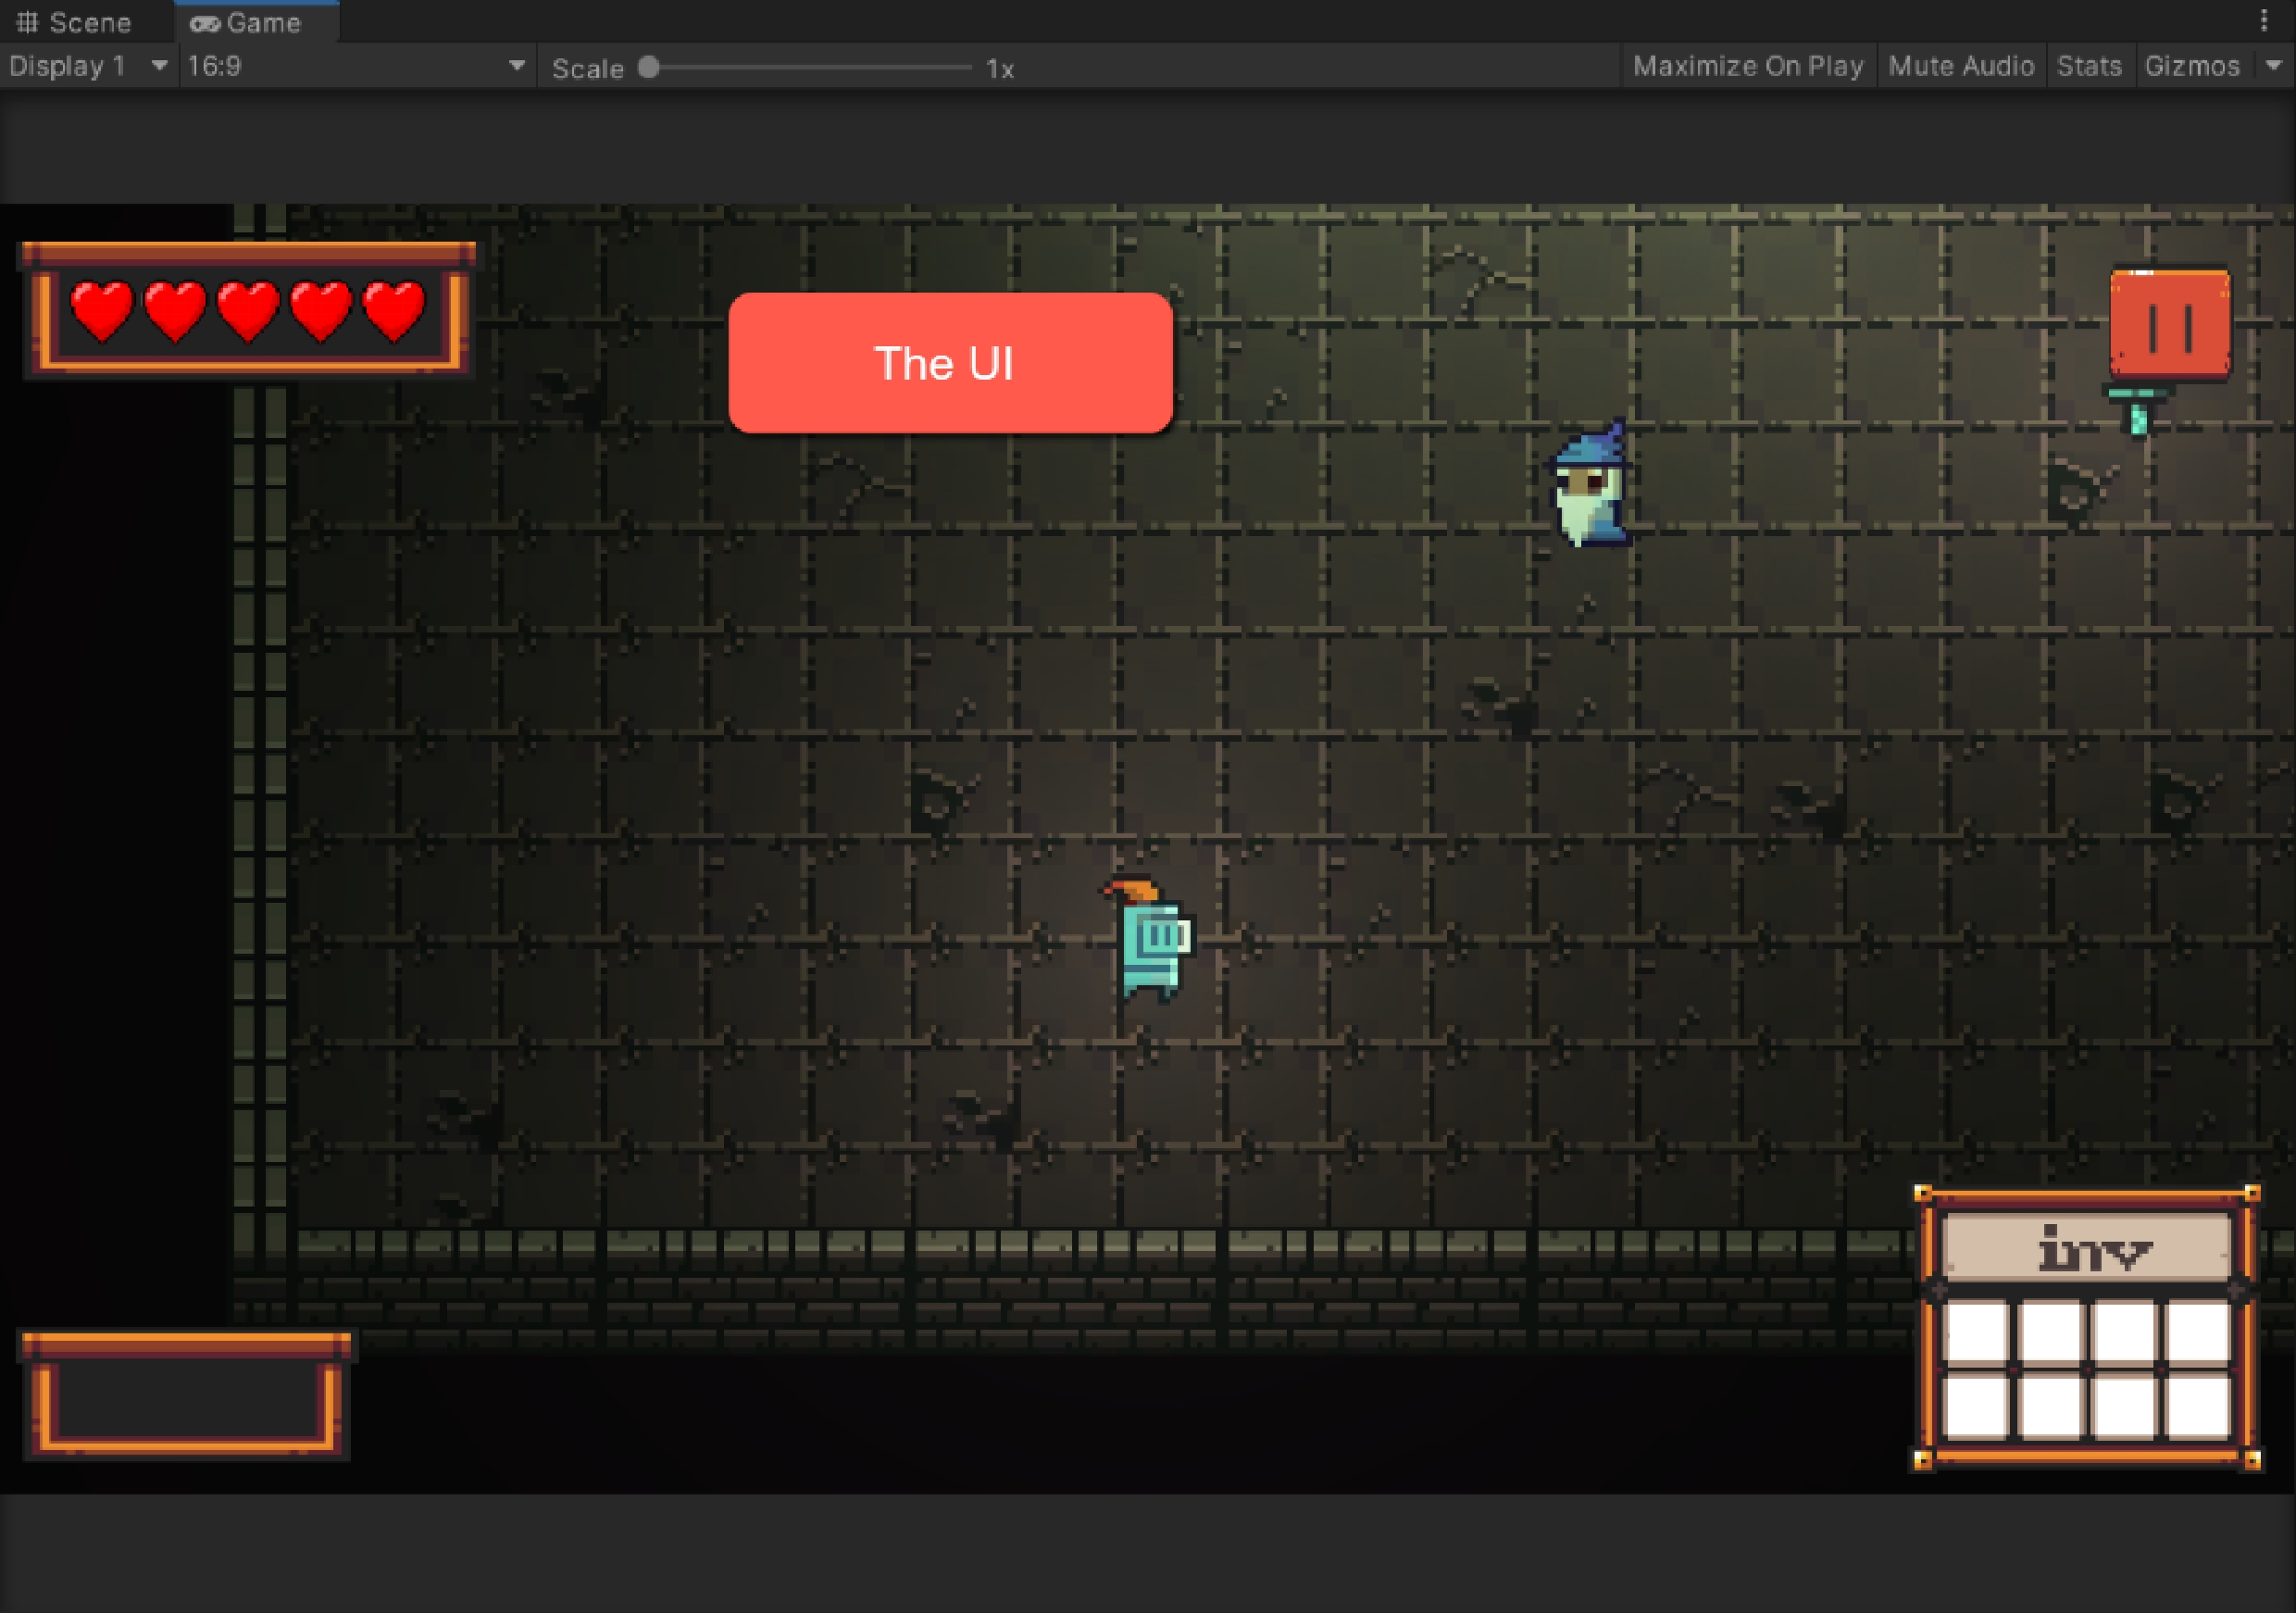 Scene
Game
Display 1
16:9
Scale
1x
Maximize On Play
Mute Audio
Stats
Gizmos
The UI
inv